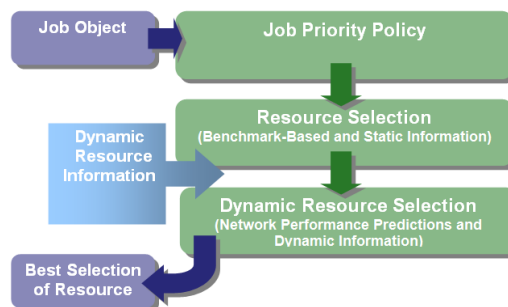 Job Object
Job Priority Policy
Resource Selection
(Benchmark-Based and Static Information)
Dynamic
Resource
Information
Dynamic Resource Selection
(Network Performance Predictions and
Dynamic Information)
Best Selection
of Resource